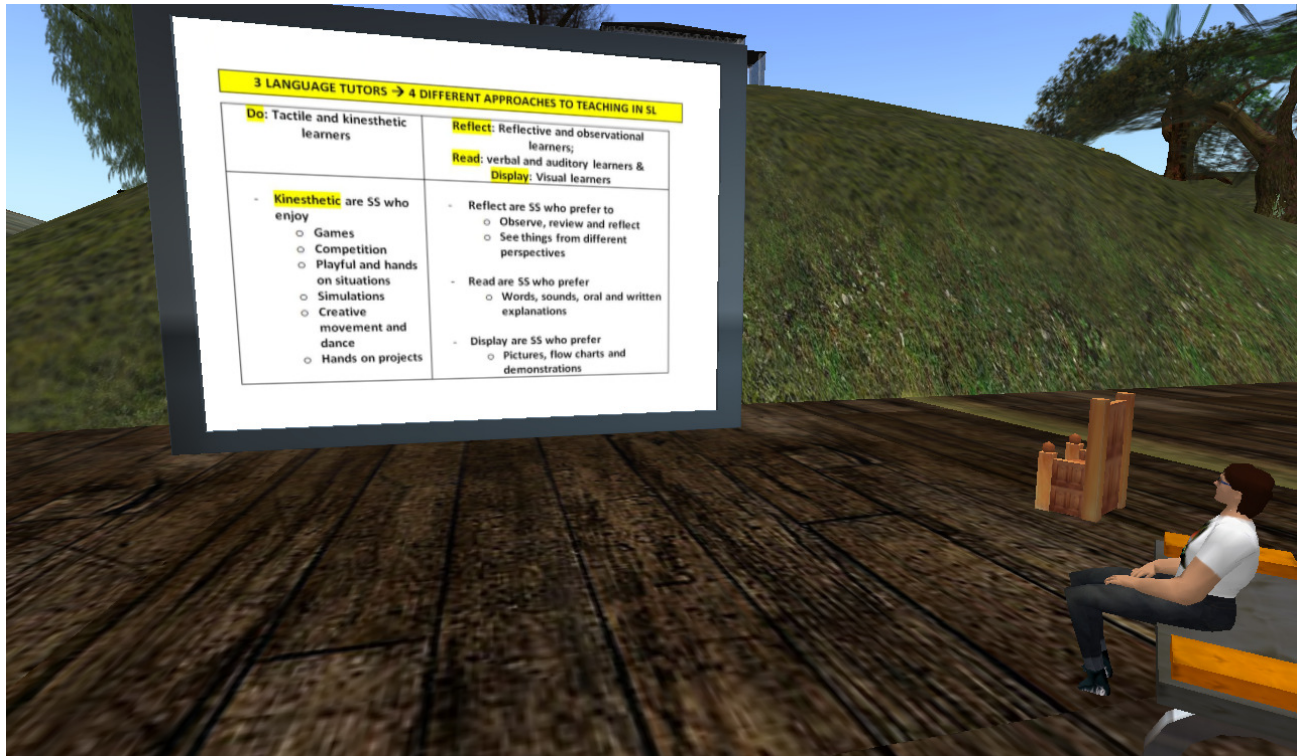 3 LANGUAGE TUTORS → 4 DIFFERENT APPROACHES TO TEACHING IN SL
Do: Tactile and kinesthetic
learners
Reflect: Reflective and observational
learners;
Read: verbal and auditory learners &
Display: Visual learners
- Kinesthetic are SS who
enjoy
o Games
o Competition
o Playful and hands
on situations
o Simulations
o Creative
movement and
dance
o Hands on projects
- Reflect are SS who prefer to
o Observe, review and reflect
o See things from different
perspectives
- Read are SS who prefer
o Words, sounds, oral and written
explanations
- Display are SS who prefer
o Pictures, flow charts and
demonstrations